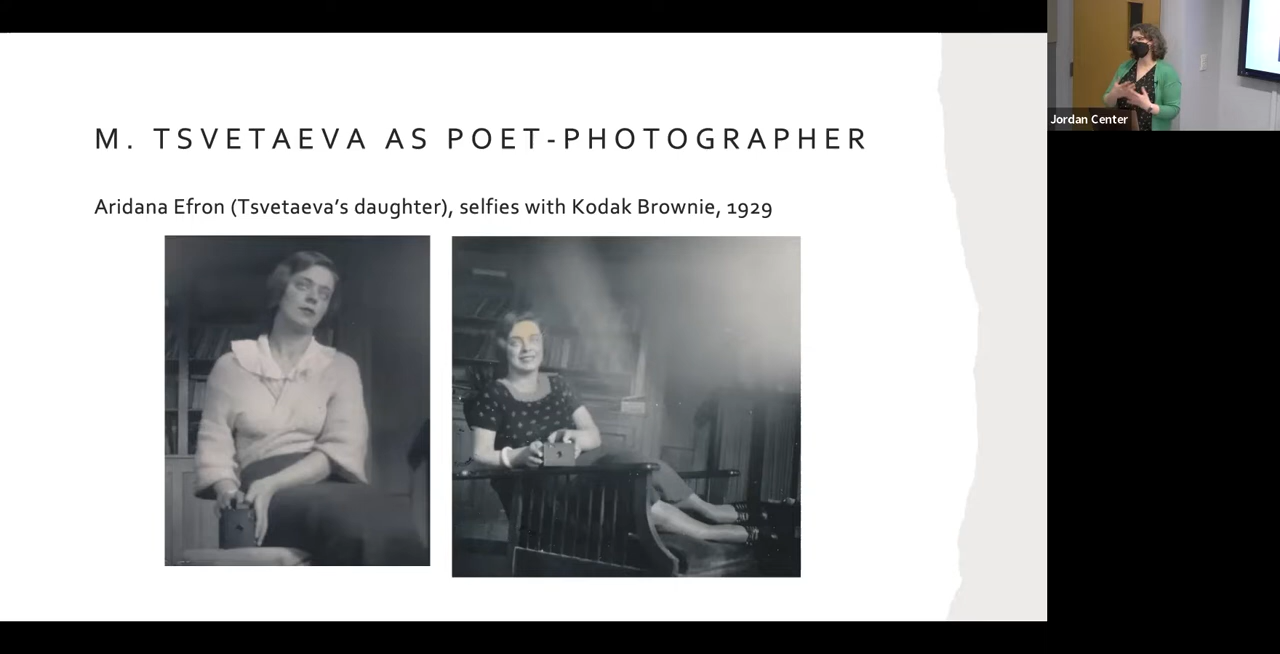 M. TSVETAEVA AS POET-PHOTOGRAPHER
Aridana Efron (Tsvetaeva's daughter), selfies with Kodak Brownie, 1929
Jordan Center